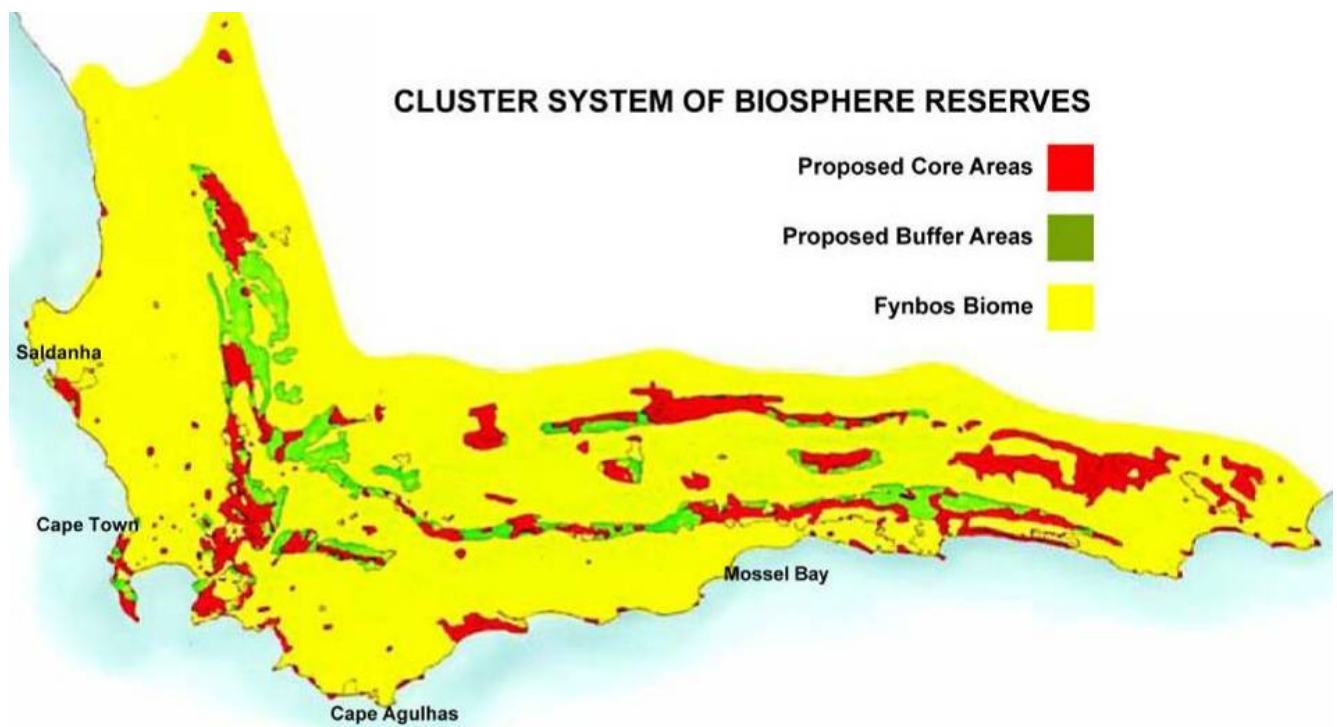 CLUSTER SYSTEM OF BIOSPHERE RESERVES
Proposed Core Areas
Proposed Buffer Areas
Fynbos Biome
Saldanha
Cape Town
Mossel Bay
Cape Agulhas